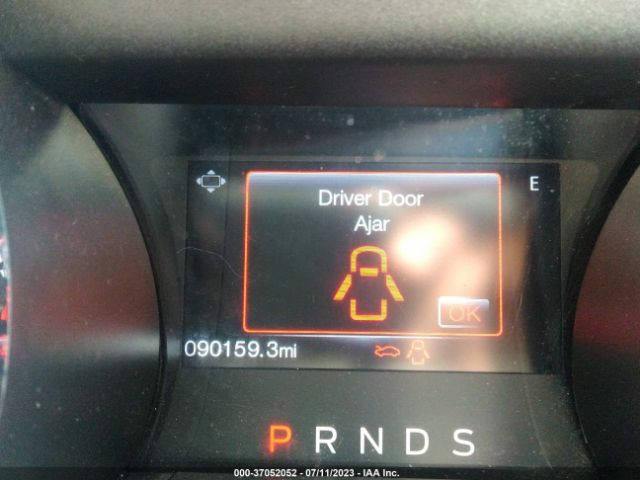 Driver Door
E
Ajar
OK
090159.3mi
P R N D S
000-37052052 - 07/11/2023 - IAA Inc.